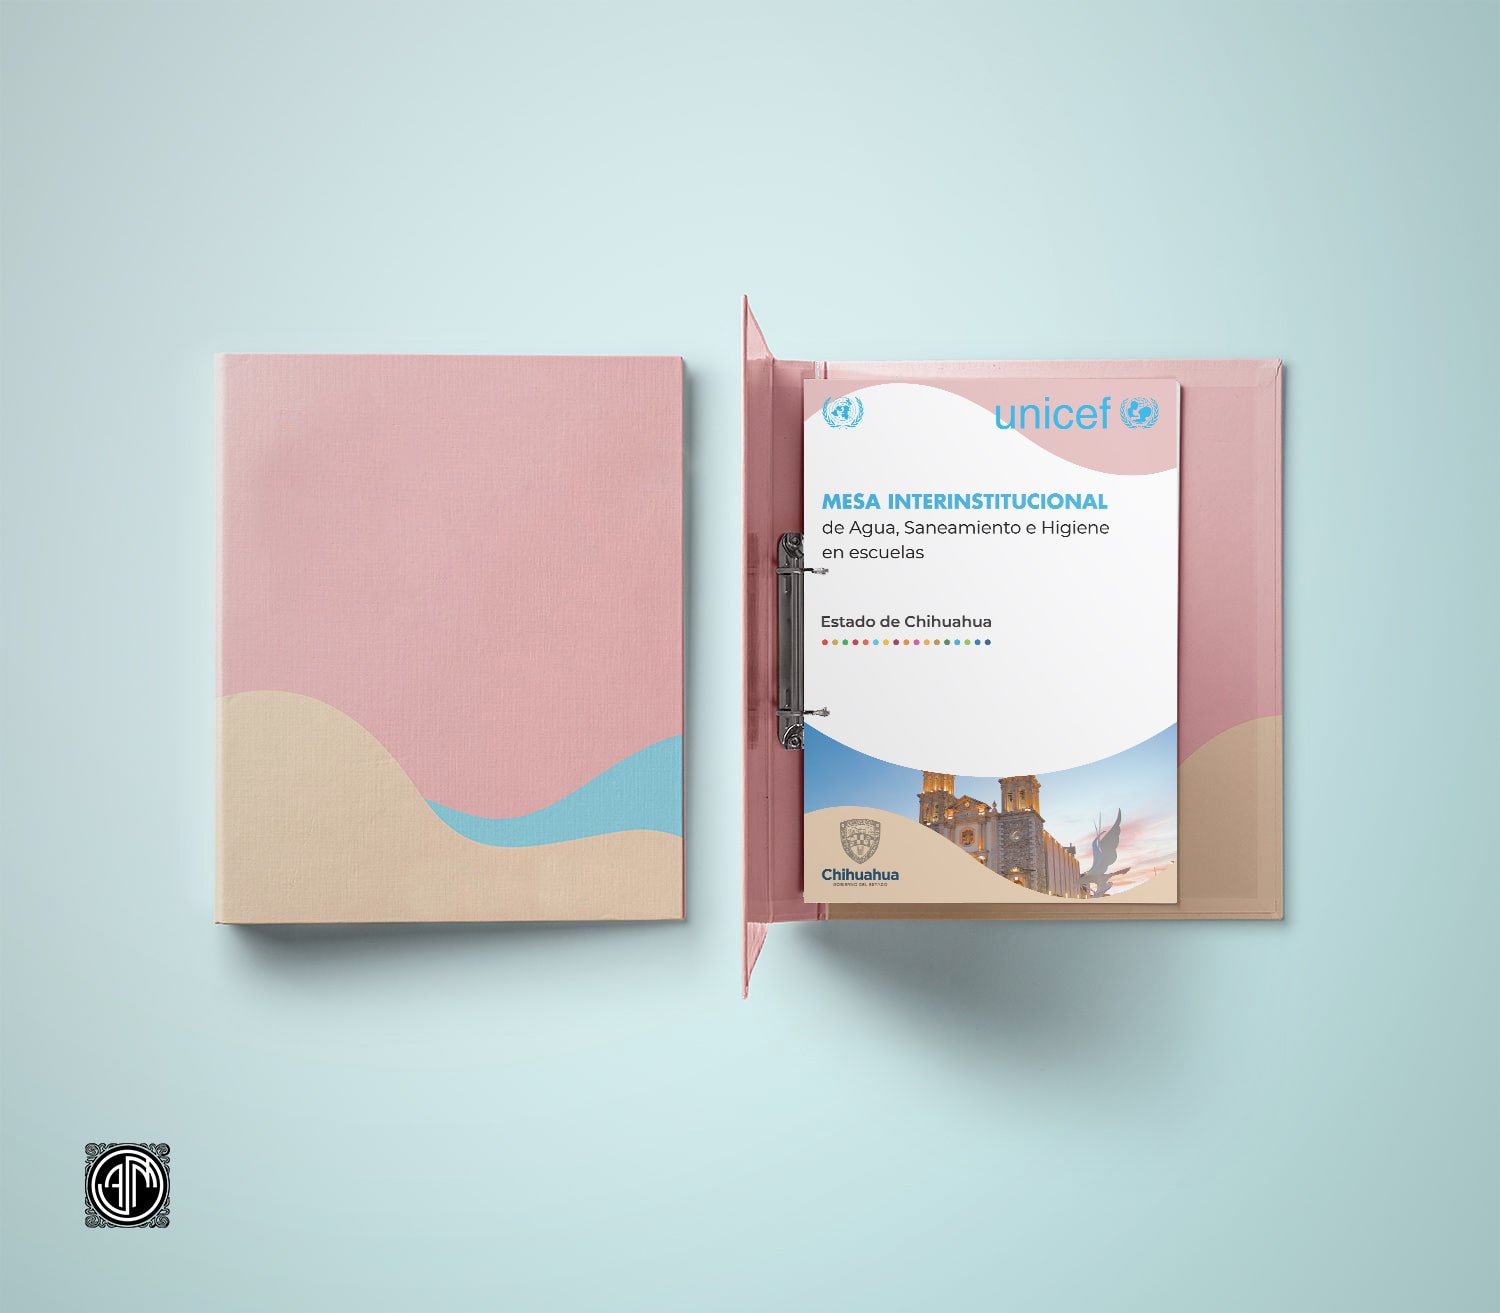 unicef
MESA INTERINSTITUCIONAL
de Agua, Saneamiento e Higiene
en escuelas
Estado de Chihuahua
Chihuahua
GOBIERNO DEL ESTADO